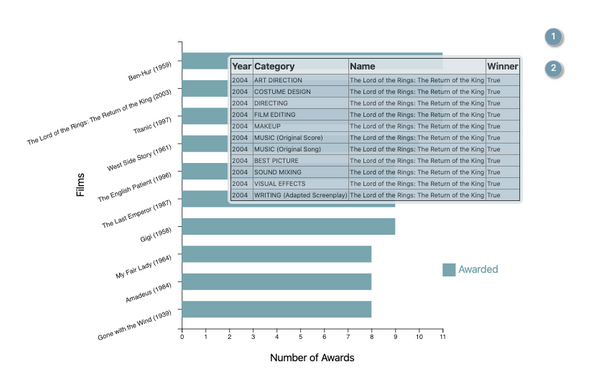 1
2
Year Category Name Winner
2004 ART DIRECTION The Lord of the Rings: The Return of the King True
2004 COSTUME DESIGN The Lord of the Rings: The Return of the King True
2004 DIRECTING The Lord of the Rings: The Return of the King True
2004 FILM EDITING The Lord of the Rings: The Return of the King True
2004 MAKEUP The Lord of the Rings: The Return of the King True
2004 MUSIC (Original Score) The Lord of the Rings: The Return of the King True
2004 MUSIC (Original Song) The Lord of the Rings: The Return of the King True
2004 BEST PICTURE The Lord of the Rings: The Return of the King True
2004 SOUND MIXING The Lord of the Rings: The Return of the King True
2004 VISUAL EFFECTS The Lord of the Rings: The Return of the King True
2004 WRITING (Adapted Screenplay) The Lord of the Rings: The Return of the King True
Films
Ben-Hur (1959)
The Lord of the Rings: The Return of the King (2003)
Titanic (1997)
West Side Story (1961)
The English Patient (1996)
The Last Emperor (1987)
Gigi (1958)
My Fair Lady (1964)
Amadeus (1984)
Gone with the Wind (1939)
Awarded
0 1 2 3 4 5 6 7 8 9 10 11
Number of Awards